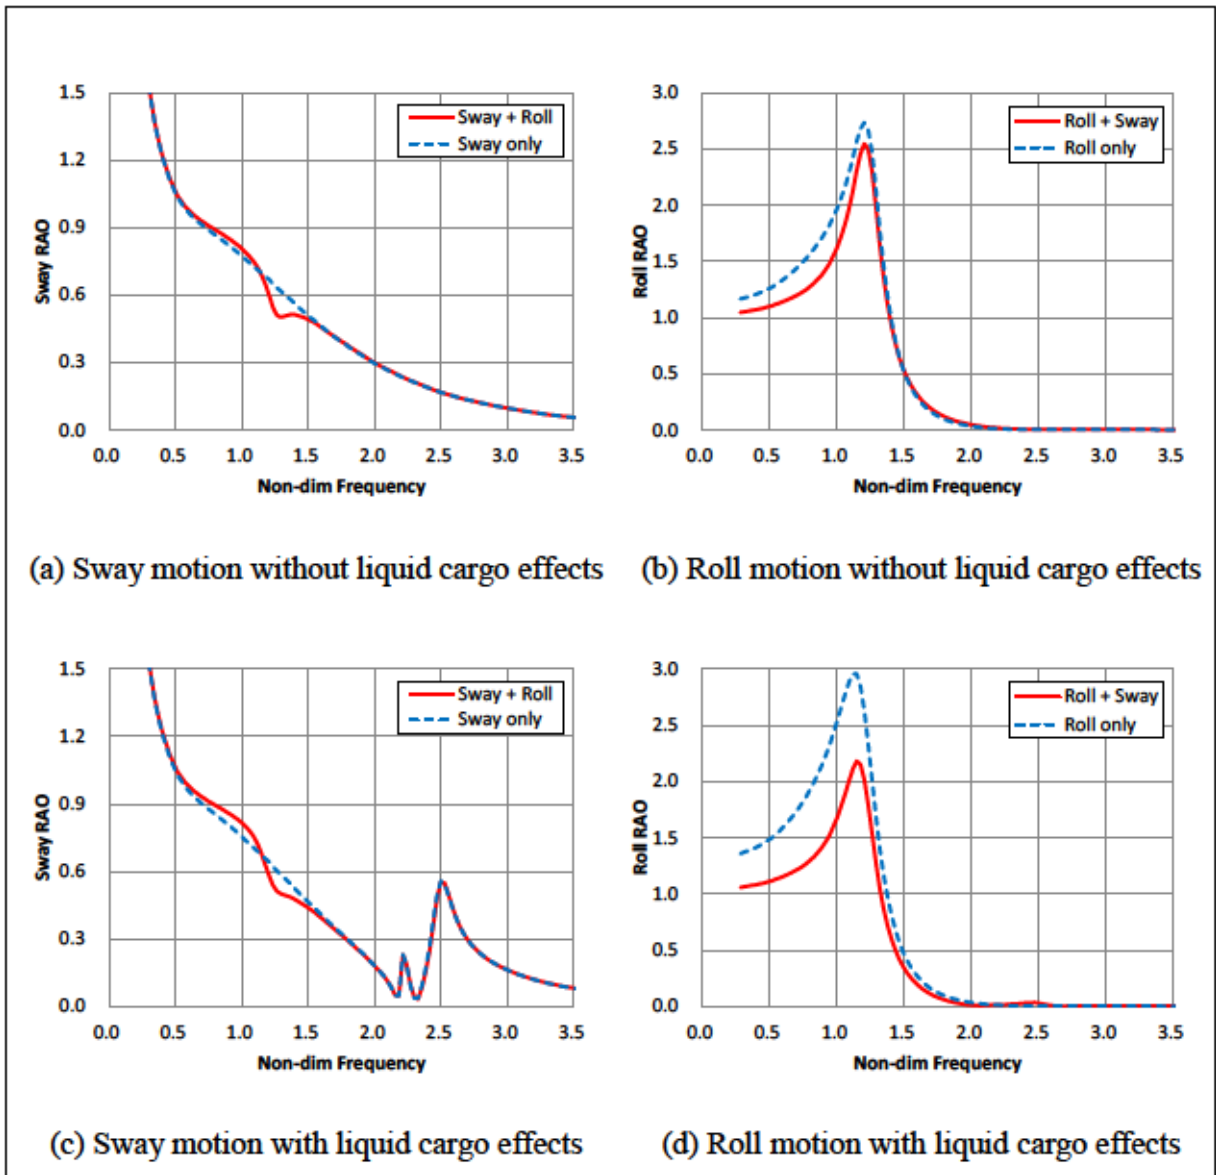 1.5
1.2
0.9
0.6
0.3
0.0
Sway RAO
Sway + Roll
Sway only
0.0 0.5 1.0 1.5 2.0 2.5 3.0 3.5
Non-dim Frequency
(a) Sway motion without liquid cargo effects
3.0
2.5
2.0
1.5
1.0
0.5
0.0
Roll RAO
Roll + Sway
Roll only
0.0 0.5 1.0 1.5 2.0 2.5 3.0 3.5
Non-dim Frequency
(b) Roll motion without liquid cargo effects
1.5
1.2
0.9
0.6
0.3
0.0
Sway RAO
Sway + Roll
Sway only
0.0 0.5 1.0 1.5 2.0 2.5 3.0 3.5
Non-dim Frequency
(c) Sway motion with liquid cargo effects
3.0
2.5
2.0
1.5
1.0
0.5
0.0
Roll RAO
Roll + Sway
Roll only
0.0 0.5 1.0 1.5 2.0 2.5 3.0 3.5
Non-dim Frequency
(d) Roll motion with liquid cargo effects